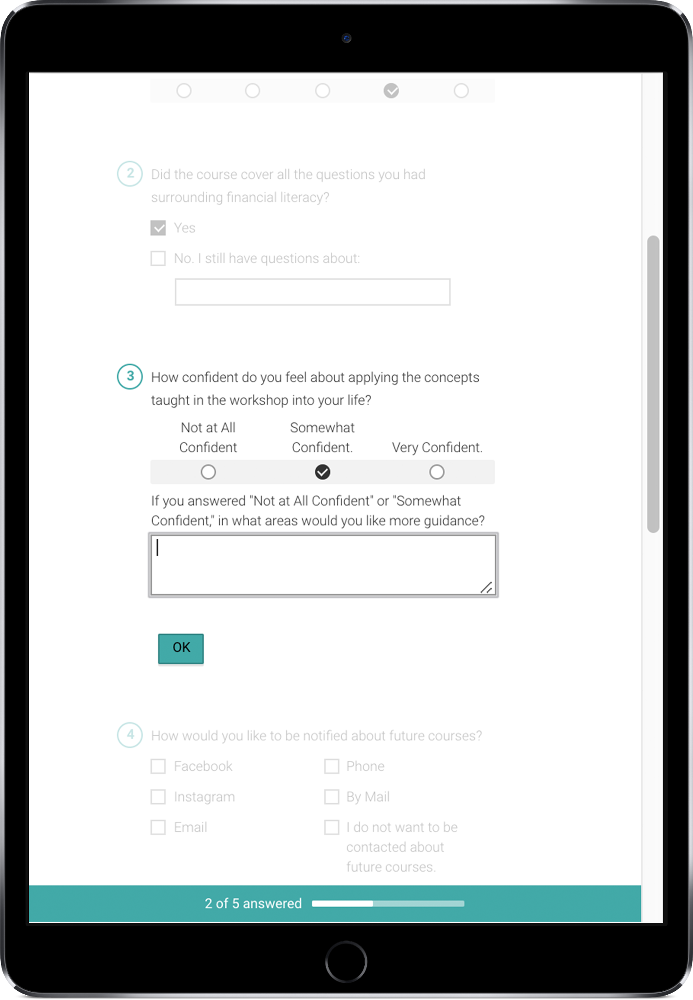 2
Did the course cover all the questions you had
surrounding financial literacy?
Yes
No. I still have questions about:
3
How confident do you feel about applying the concepts
taught in the workshop into your life?
Not at All
Confident
Somewhat
Confident.
Very Confident.
If you answered "Not at All Confident" or "Somewhat
Confident," in what areas would you like more guidance?
OK
4
How would you like to be notified about future courses?
Facebook
Phone
Instagram
By Mail
Email
I do not want to be
contacted about
future courses.
2 of 5 answered